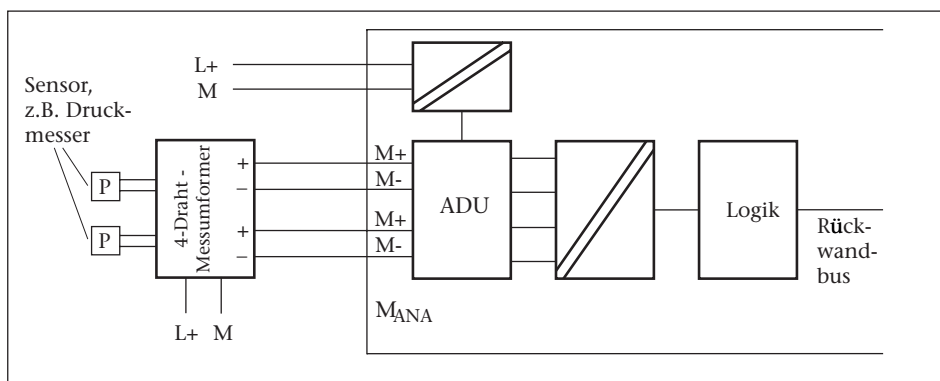 L+
M
Sensor,
z.B. Druck-
messer
P
P
4-Draht -
Messumformer
+
–
+
–
L+ M
M+
M-
M+
M-
ADU
Logik
Rück-
wand-
bus
MANA